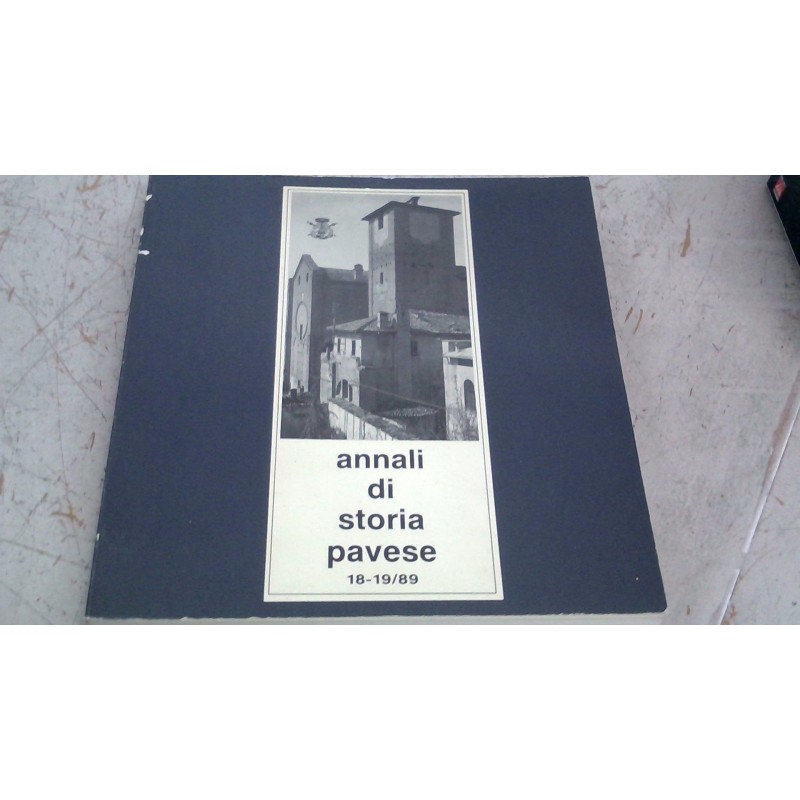 annali
di
storia
pavese
18-19/89